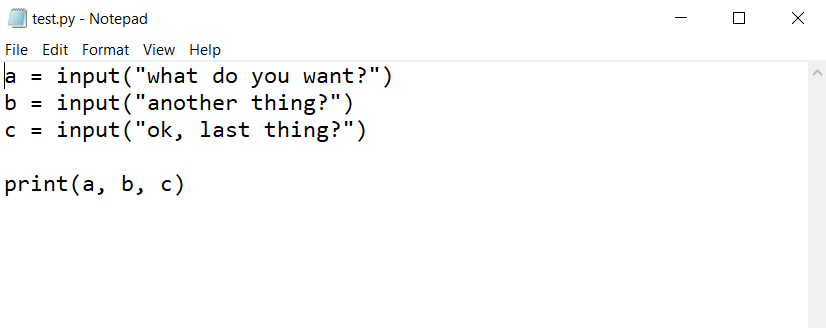 test.py - Notepad
File Edit Format View Help
a = input("what do you want?")
b = input("another thing?")
c = input("ok, last thing?")
print(a, b, c)